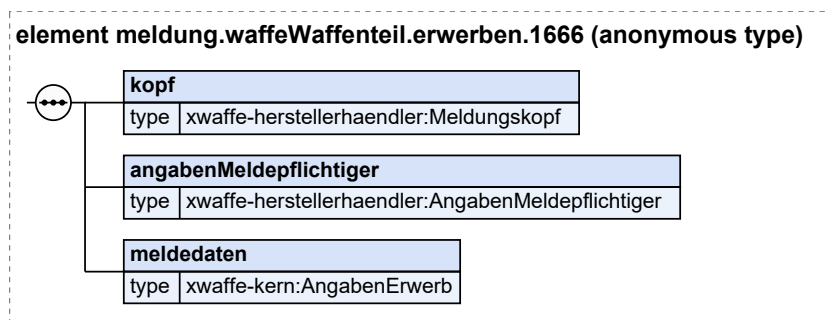 element meldung.waffeWaffenteil.erwerben.1666 (anonymous type)
kopf
type xwaffe-herstellerhaendler:Meldungskopf
angabenMeldepflichtiger
type xwaffe-herstellerhaendler:AngabenMeldepflichtiger
meldedaten
type xwaffe-kern:AngabenErwerb